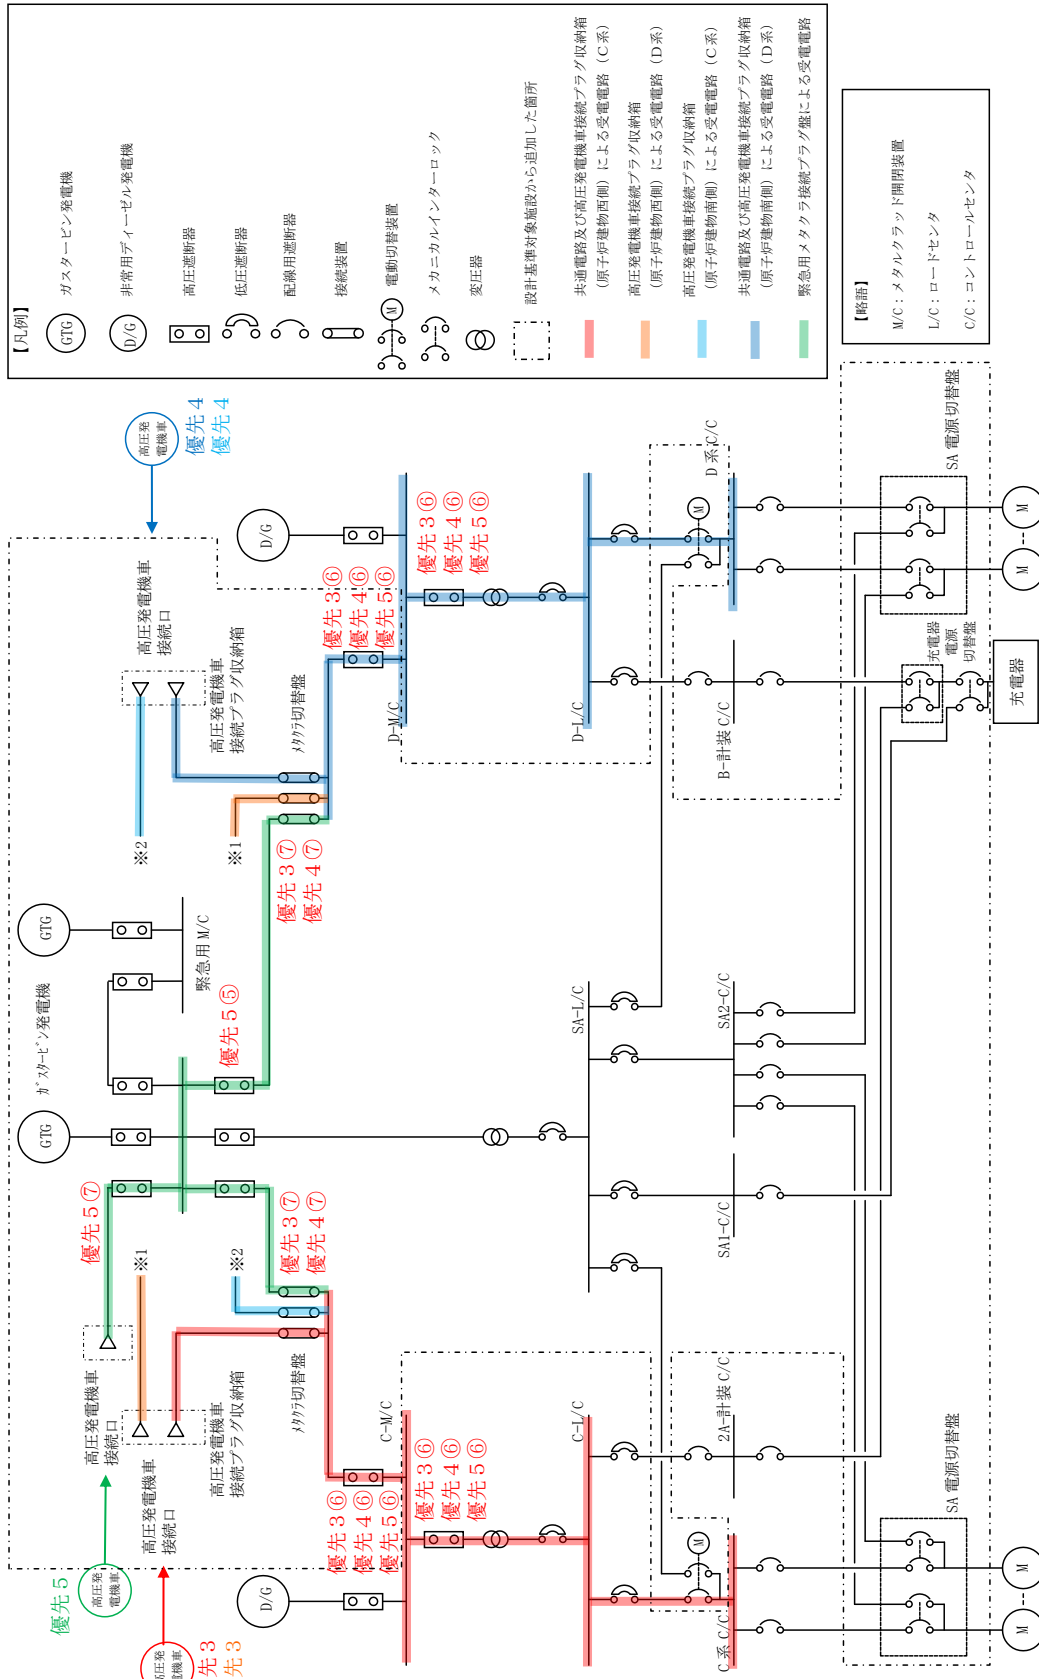 【凡例】
GTG
ガスタービン発電機
D/G
非常用ディーゼル発電機
高圧遮断器
低圧遮断器
配線用遮断器
接続装置
M
電動切替装置
メカニカルインターロック
変圧器
設計基準対象施設から追加した箇所
共通電路及び高圧発電機車接続プラグ収納箱
(原子炉建物西側)による受電電路(C系)
高圧発電機車接続プラグ収納箱
(原子炉建物西側)による受電電路(D系)
高圧発電機車接続プラグ収納箱
(原子炉建物南側)による受電電路(C系)
共通電路及び高圧発電機車接続プラグ収納箱
(原子炉建物南側)による受電電路(D系)
緊急用メタクラ接続プラグ盤による受電電路
【略語】
M/C:メタルクラッド開閉装置
L/C:ロードセンタ
C/C:コントロールセンタ
優先5
高圧発
電機車
高圧発電機車
接続口
優先5⑦
高圧発
電機車
先3
先3
高圧発電機車
接続口
高圧発電機車
接続プラグ収納箱
※1
※2
メタクラ切替盤
優先3⑦
優先4⑦
GTG
ガスタービン発電機
GTG
緊急用M/C
優先5⑤
高圧発
電機車
優先4
優先4
高圧発電機車
接続口
高圧発電機車
接続プラグ収納箱
※2
※1
メタクラ切替盤
優先3⑦
優先4⑦
D/G
優先3⑥
優先4⑥
優先5⑥
C-M/C
優先3⑥
優先4⑥
優先5⑥
D/G
優先3⑥
優先4⑥
優先5⑥
D-M/C
優先3⑥
優先4⑥
優先5⑥
C-L/C
SA-L/C
D-L/C
M
C系C/C
2A-計装C/C
SA1-C/C
SA2-C/C
B-計装C/C
M
D系C/C
SA電源切替盤
M
M
充電器
電源
切替盤
充電器
SA電源切替盤
M
M